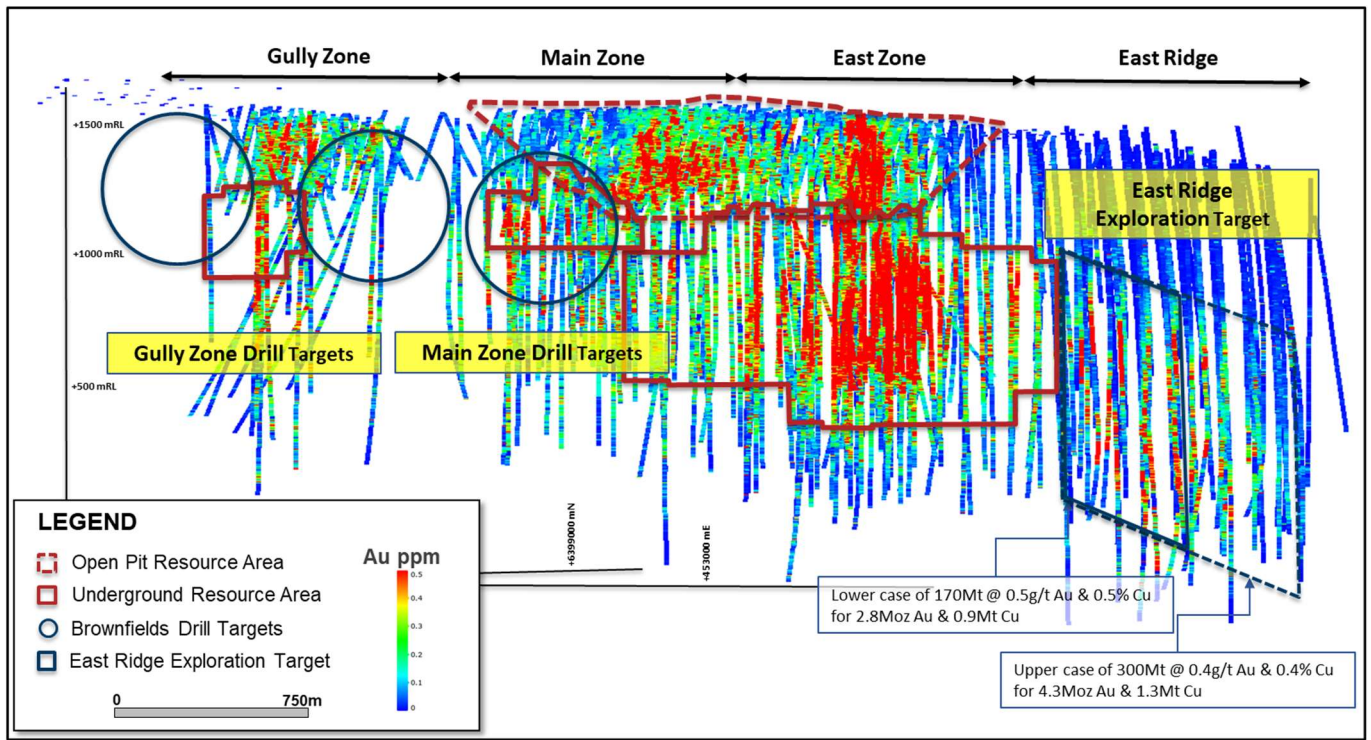 Gully Zone
Main Zone
East Zone
East Ridge
+1500 mRL
+1000 mRL
+500 mRL
East Ridge
Exploration Target
Gully Zone Drill Targets
Main Zone Drill Targets
+6399000 mN
+453000 mE
LEGEND
Open Pit Resource Area
Underground Resource Area
Brownfields Drill Targets
East Ridge Exploration Target
0
750m
Au ppm
0.5
0.4
0.3
0.2
0.1
0
Lower case of 170Mt @ 0.5g/t Au & 0.5% Cu
for 2.8Moz Au & 0.9Mt Cu
Upper case of 300Mt @ 0.4g/t Au & 0.4% Cu
for 4.3Moz Au & 1.3Mt Cu